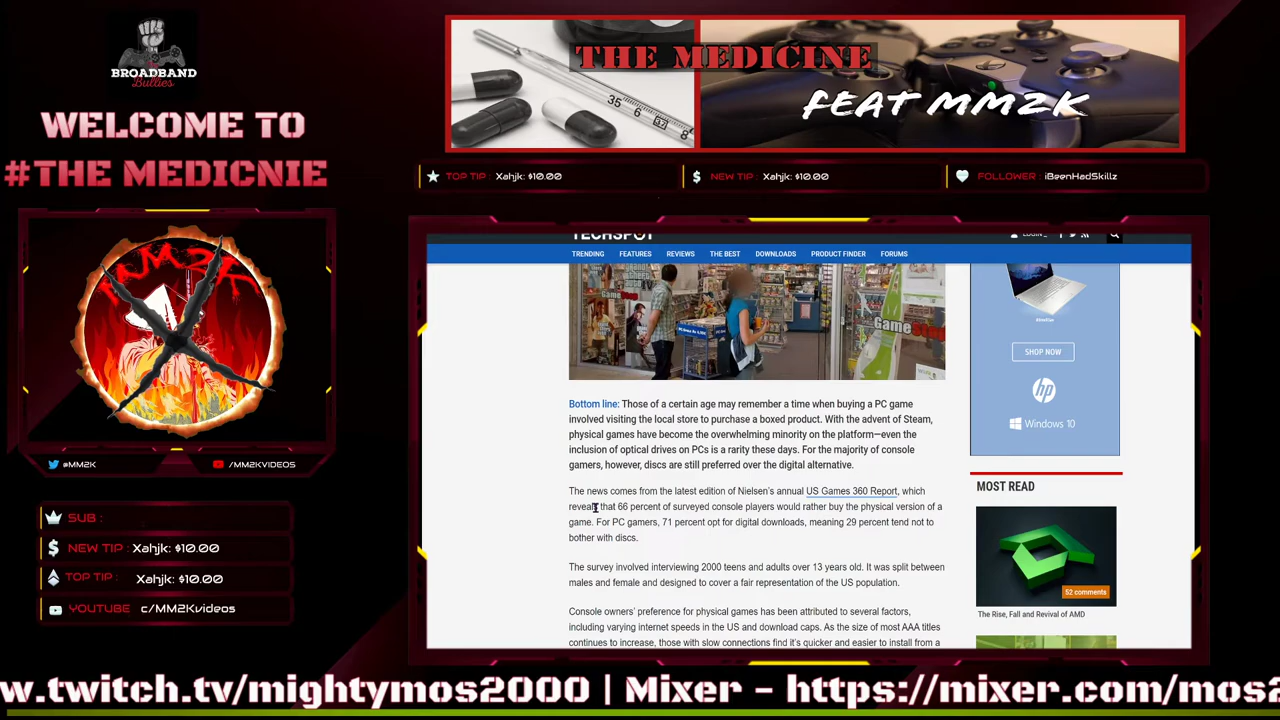 BROADBAND
Bullies
WELCOME TO
#THE MEDICNIE
THE MEDICINE
FEAT MM2K
35
6
8
TOP TIP : Xahjk: $10.00
NEW TIP : Xahjk: $10.00
FOLLOWER : iBeenHadSkillz
MM2K
@MM2K
/MM2KVIDEOS
SUB :
NEW TIP : Xahjk: $10.00
TOP TIP : Xahjk: $10.00
YOUTUBE c/MM2Kvideos
TECHSPOT
LOGIN
TRENDING FEATURES REVIEWS THE BEST DOWNLOADS PRODUCT FINDER FORUMS
GameStop
GameStop
SHOP NOW
hp
Windows 10
Bottom line: Those of a certain age may remember a time when buying a PC game
involved visiting the local store to purchase a boxed product. With the advent of Steam,
physical games have become the overwhelming minority on the platform—even the
inclusion of optical drives on PCs is a rarity these days. For the majority of console
gamers, however, discs are still preferred over the digital alternative.
The news comes from the latest edition of Nielsen's annual US Games 360 Report, which
reveals that 66 percent of surveyed console players would rather buy the physical version of a
game. For PC gamers, 71 percent opt for digital downloads, meaning 29 percent tend not to
bother with discs.
The survey involved interviewing 2000 teens and adults over 13 years old. It was split between
males and female and designed to cover a fair representation of the US population.
Console owners' preference for physical games has been attributed to several factors,
including varying internet speeds in the US and download caps. As the size of most AAA titles
continues to increase, those with slow connections find it's quicker and easier to install from a
MOST READ
52 comments
The Rise, Fall and Revival of AMD
w.twitch.tv/mightymos2000 | Mixer - https://mixer.com/mos2